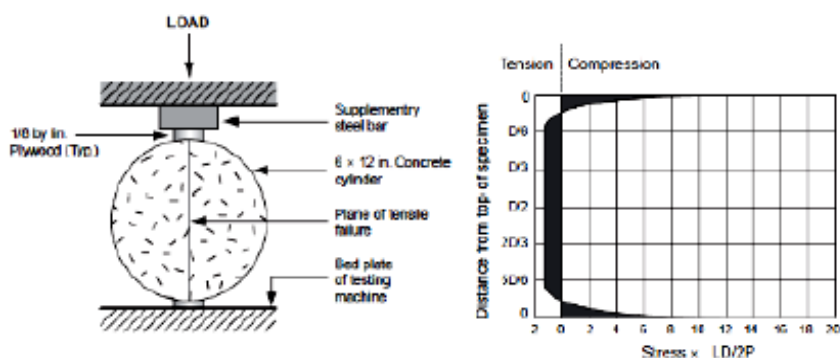 LOAD
Supplementry
steel bar
1/8 by lin.
Plywood (Typ.)
6 × 12 in. Concrete
cylinder
Plane of tensile
failure
Bed plate
of testing
machine
Tension
Compression
Distance from top of specimen
0
D/6
D/3
D/2
2D/3
5D/6
0
2 0 2 4 6 8 10 12 14 16 18 20
Stress × LD/2P